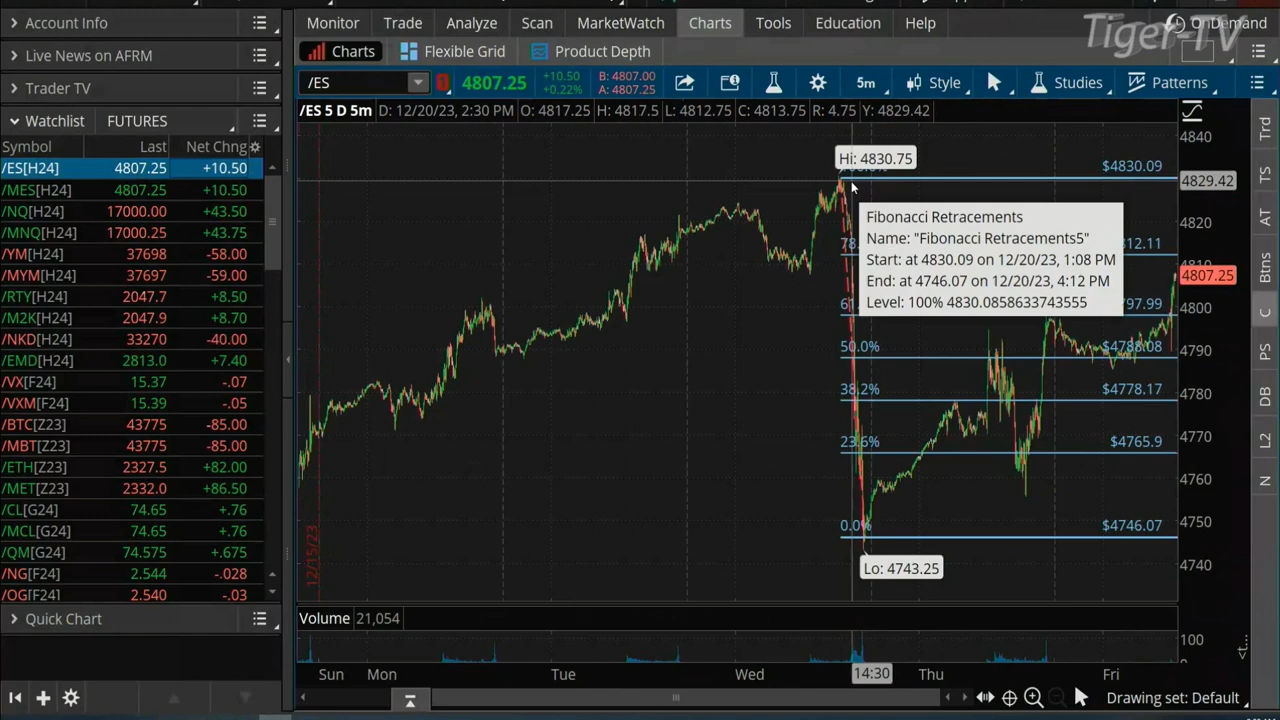 Account Info
Live News on AFRM
Trader TV
Watchlist FUTURES
Symbol Last Net Chng
/ES[H24] 4807.25 +10.50
/MES[H24] 4807.25 +10.50
/NQ[H24] 17000.00 +43.50
/MNQ[H24] 17000.25 +43.75
/YM[H24] 37698 -58.00
/MYM[H24] 37697 -59.00
/RTY[H24] 2047.7 +8.50
/M2K[H24] 2047.9 +8.70
/NKD[H24] 33270 -40.00
/EMD[H24] 2813.0 +7.40
/VX[F24] 15.37 -.07
/VXM[F24] 15.39 -.05
/BTC[Z23] 43775 -85.00
/MBT[Z23] 43775 -85.00
/ETH[Z23] 2327.5 +82.00
/MET[Z23] 2332.0 +86.50
/CL[G24] 74.65 +.76
/MCL[G24] 74.65 +.76
/QM[G24] 74.575 +.675
/NG[F24] 2.544 -.028
/OG[F24] 2.540 -.03
Quick Chart
Monitor Trade Analyze Scan MarketWatch Charts Tools Education Help
Tiger-TV
OnDemand
Charts Flexible Grid Product Depth
/ES 4807.25 +10.50 +0.22% B: 4807.00 A: 4807.25 5m Style Studies Patterns
/ES 5 D 5m D: 12/20/23, 2:30 PM O: 4817.25 H: 4817.5 L: 4812.75 C: 4813.75 R: 4.75 Y: 4829.42
4840
Hi: 4830.75
$4830.09
4829.42
Fibonacci Retracements
Name: "Fibonacci Retracements5"
Start: at 4830.09 on 12/20/23, 1:08 PM
End: at 4746.07 on 12/20/23, 4:12 PM
Level: 100% 4830.0858633743555
4820
4810
4807.25
4800
50.0% $4788.08
4790
38.2% $4778.17
4780
4770
23.6% $4765.9
4760
0.0% $4746.07
4750
Lo: 4743.25
4740
12/15/23
Volume 21,054
100
0
Sun Mon Tue Wed 14:30 Thu Fri
Drawing set: Default
Trd
TS
AT
Btns
C
PS
DB
L2
N